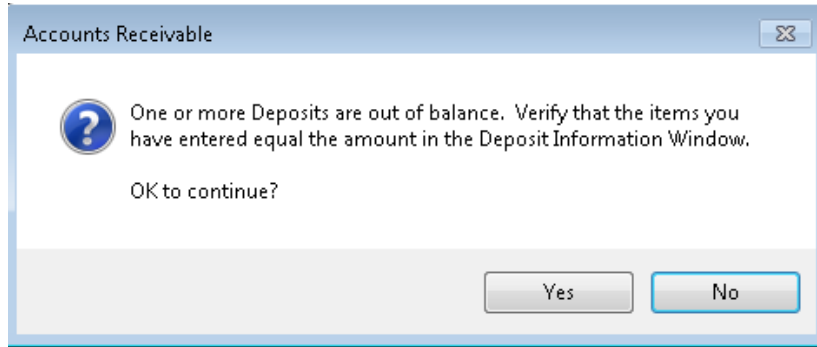 Accounts Receivable
One or more Deposits are out of balance.  Verify that the items you
have entered equal the amount in the Deposit Information Window.
OK to continue?
Yes
No